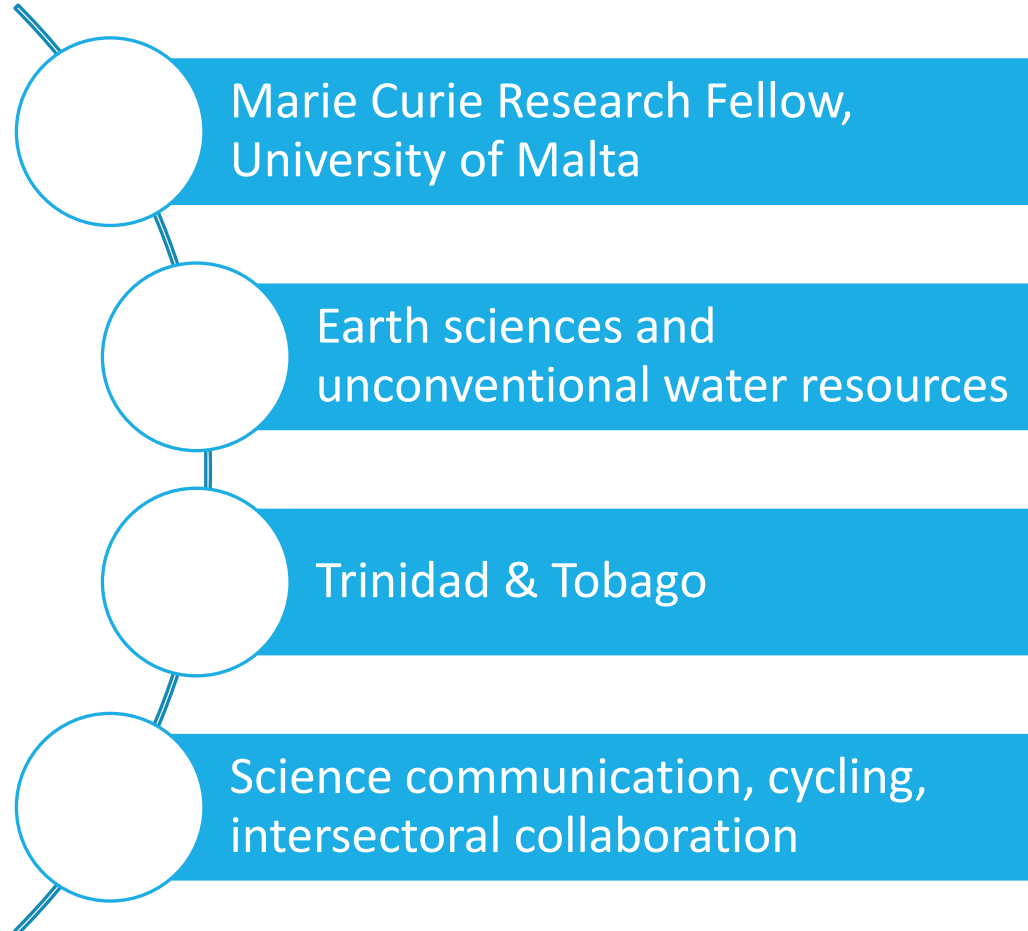 Marie Curie Research Fellow,
University of Malta
Earth sciences and
unconventional water resources
Trinidad & Tobago
Science communication, cycling,
intersectoral collaboration